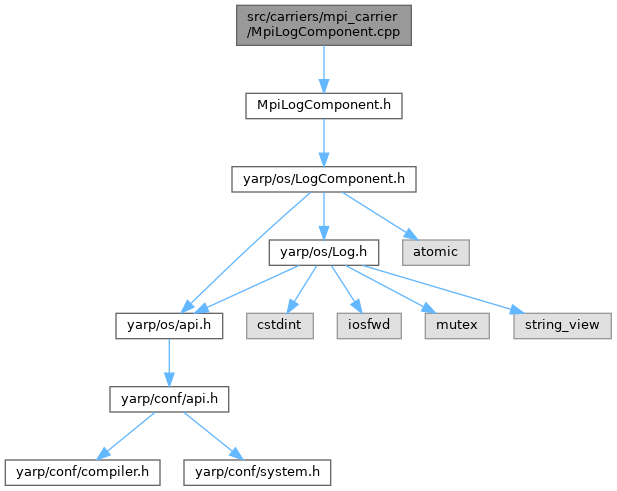 src/carriers/mpi_carrier
/MpiLogComponent.cpp
MpiLogComponent.h
yarp/os/LogComponent.h
yarp/os/Log.h
atomic
yarp/os/api.h
cstdint
iosfwd
mutex
string_view
yarp/conf/api.h
yarp/conf/compiler.h
yarp/conf/system.h